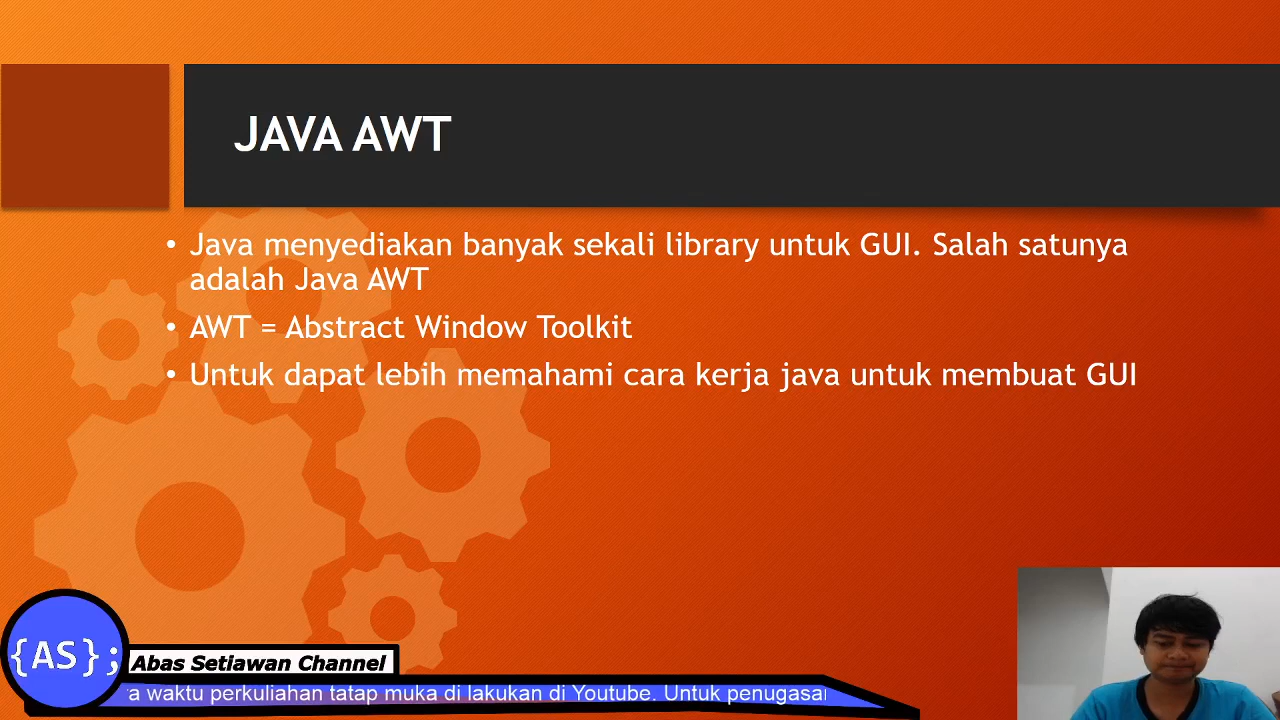 JAVA AWT
• Java menyediakan banyak sekali library untuk GUI. Salah satunya
adalah Java AWT
• AWT = Abstract Window Toolkit
• Untuk dapat lebih memahami cara kerja java untuk membuat GUI
{AS};
Abas Setiawan Channel
a waktu perkuliahan tatap muka di lakukan di Youtube. Untuk